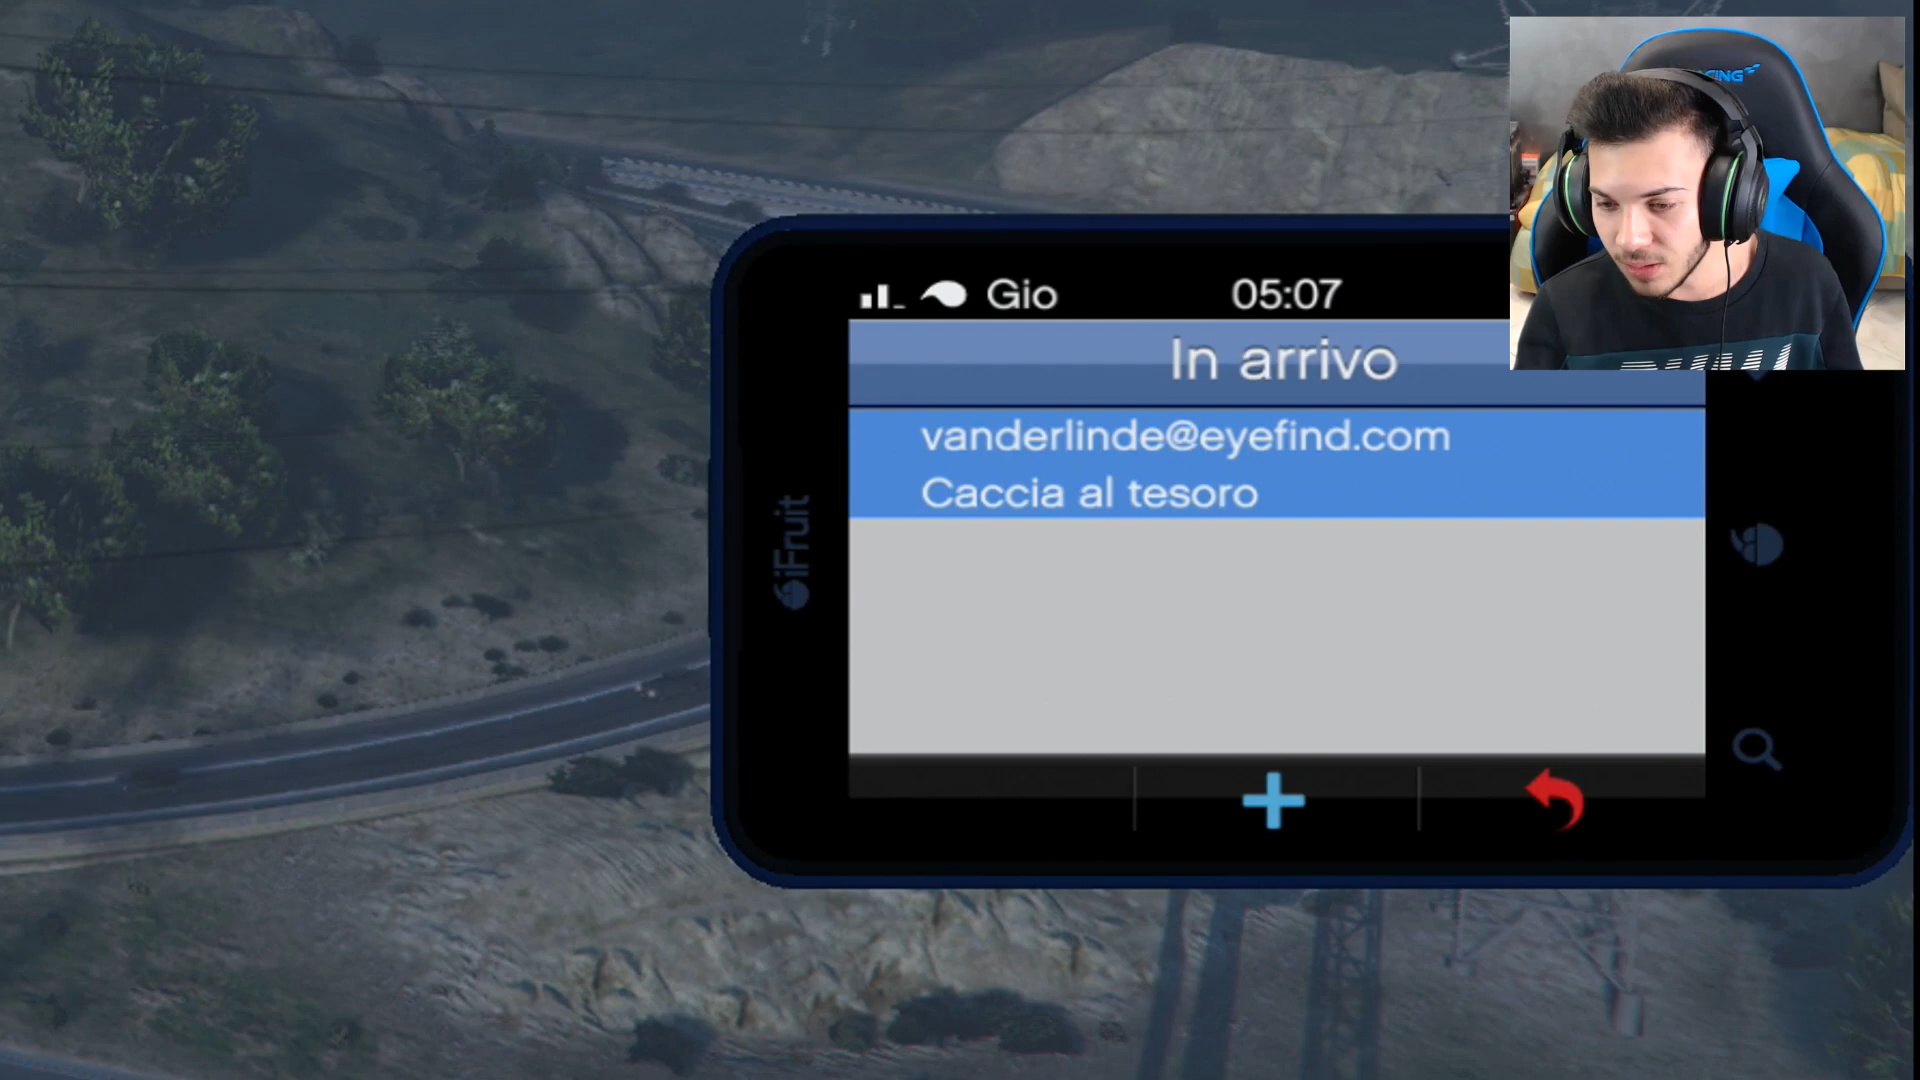 Gio 05:07
In arrivo
vanderlinde@eyefind.com
Caccia al tesoro
iFruit